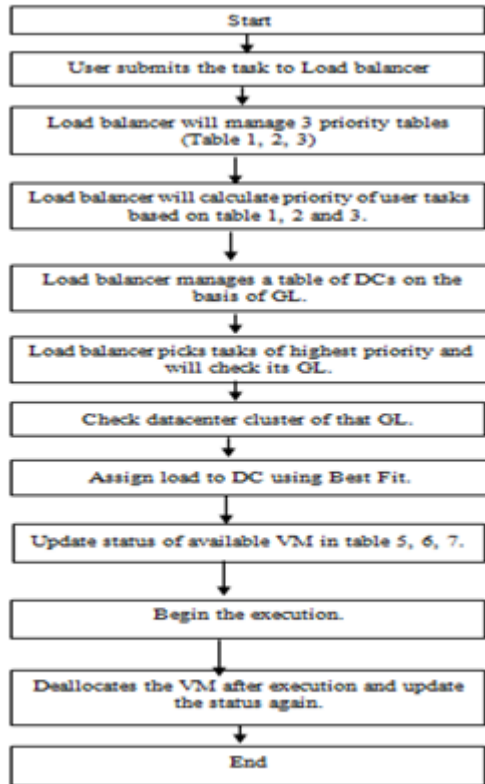 Start
User submits the task to Load balancer
Load balancer will manage 3 priority tables
(Table 1, 2, 3)
Load balancer will calculate priority of user tasks
based on table 1, 2 and 3.
Load balancer manages a table of DCs on the
basis of GL.
Load balancer picks tasks of highest priority and
will check its GL.
Check datacenter cluster of that GL.
Assign load to DC using Best Fit.
Update status of available VM in table 5, 6, 7.
Begin the execution.
Deallocates the VM after execution and update
the status again.
End